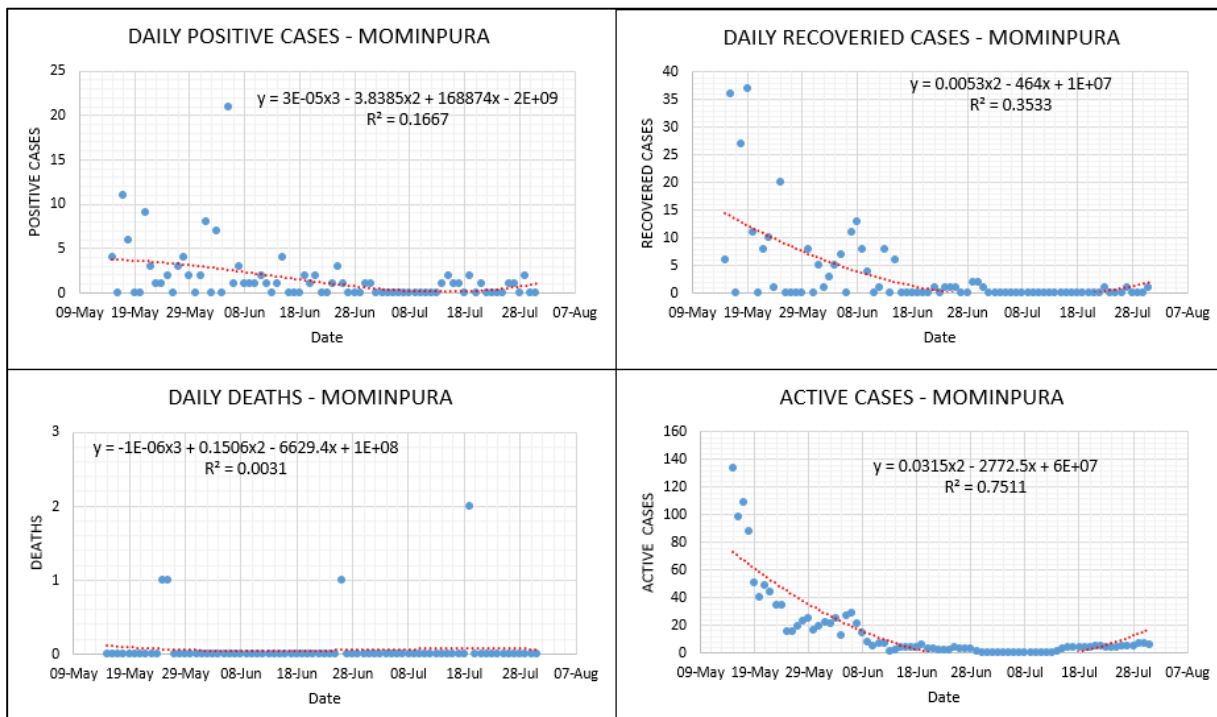 DAILY POSITIVE CASES - MOMINPURA
y = 3E-05x3 - 3.8385x2 + 168874x - 2E+09
R² = 0.1667
25
20
15
10
5
0
POSITIVE CASES
09-May 19-May 29-May 08-Jun 18-Jun 28-Jun 08-Jul 18-Jul 28-Jul 07-Aug
Date
DAILY RECOVERIED CASES - MOMINPURA
y = 0.0053x2 - 464x + 1E+07
R² = 0.3533
40
35
30
25
20
15
10
5
0
RECOVERED CASES
09-May 19-May 29-May 08-Jun 18-Jun 28-Jun 08-Jul 18-Jul 28-Jul 07-Aug
Date
DAILY DEATHS - MOMINPURA
y = -1E-06x3 + 0.1506x2 - 6629.4x + 1E+08
R² = 0.0031
3
2
1
0
DEATHS
09-May 19-May 29-May 08-Jun 18-Jun 28-Jun 08-Jul 18-Jul 28-Jul 07-Aug
Date
ACTIVE CASES - MOMINPURA
y = 0.0315x2 - 2772.5x + 6E+07
R² = 0.7511
160
140
120
100
80
60
40
20
0
ACTIVE CASES
09-May 19-May 29-May 08-Jun 18-Jun 28-Jun 08-Jul 18-Jul 28-Jul 07-Aug
Date